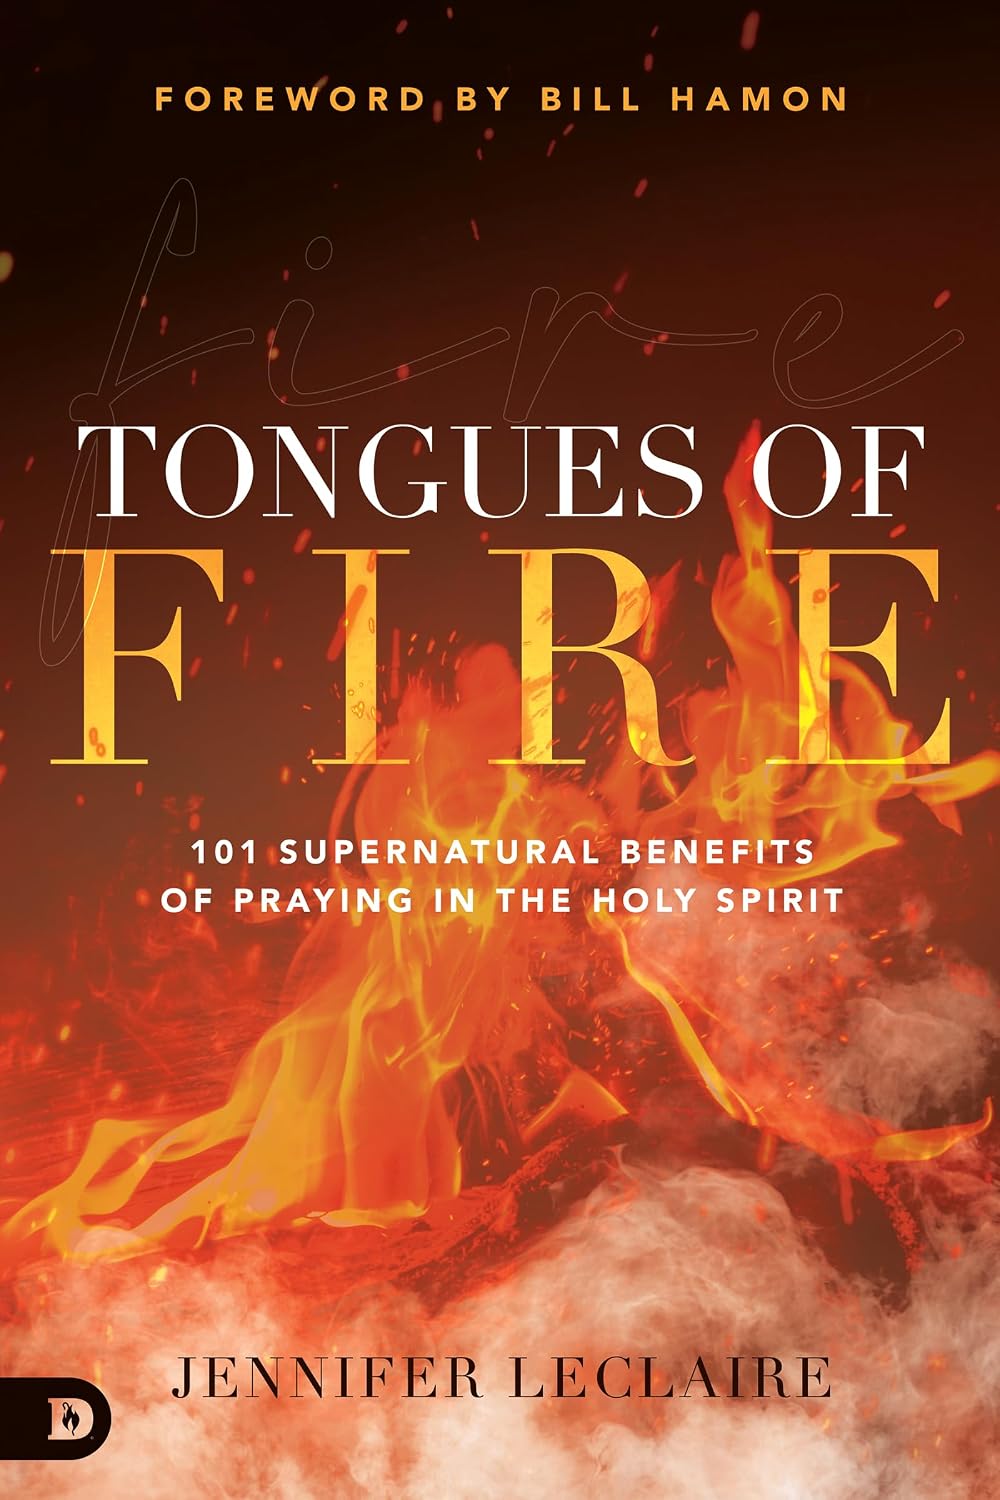 FOREWORD BY BILL HAMON
fire
TONGUES OF
FIRE
101 SUPERNATURAL BENEFITS
OF PRAYING IN THE HOLY SPIRIT
JENNIFER LECLAIRE
D